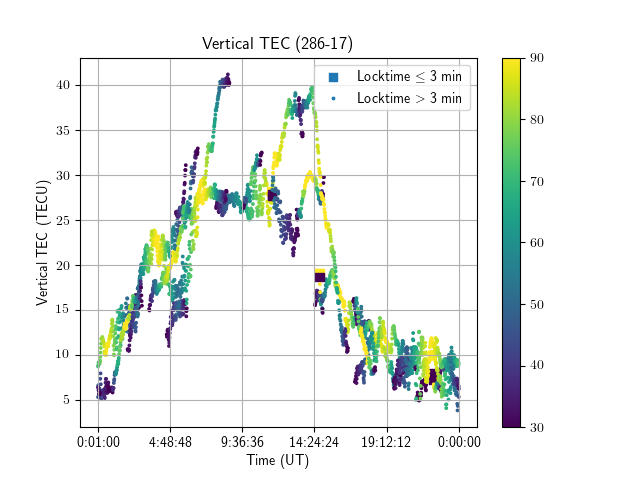 Vertical TEC (286-17)
Locktime ≤ 3 min
Locktime > 3 min
40
35
30
25
20
15
10
5
Vertical TEC (TECU)
0:01:00 4:48:48 9:36:36 14:24:24 19:12:12 0:00:00
Time (UT)
90
80
70
60
50
40
30